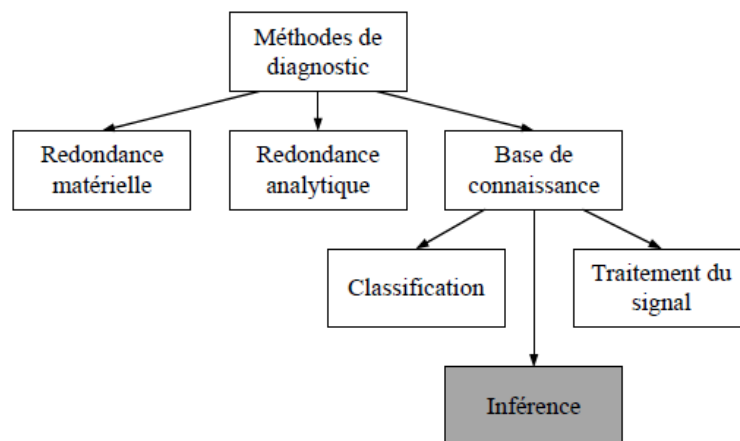 Méthodes de
diagnostic
Redondance
matérielle
Redondance
analytique
Base de
connaissance
Classification
Traitement du
signal
Inférence